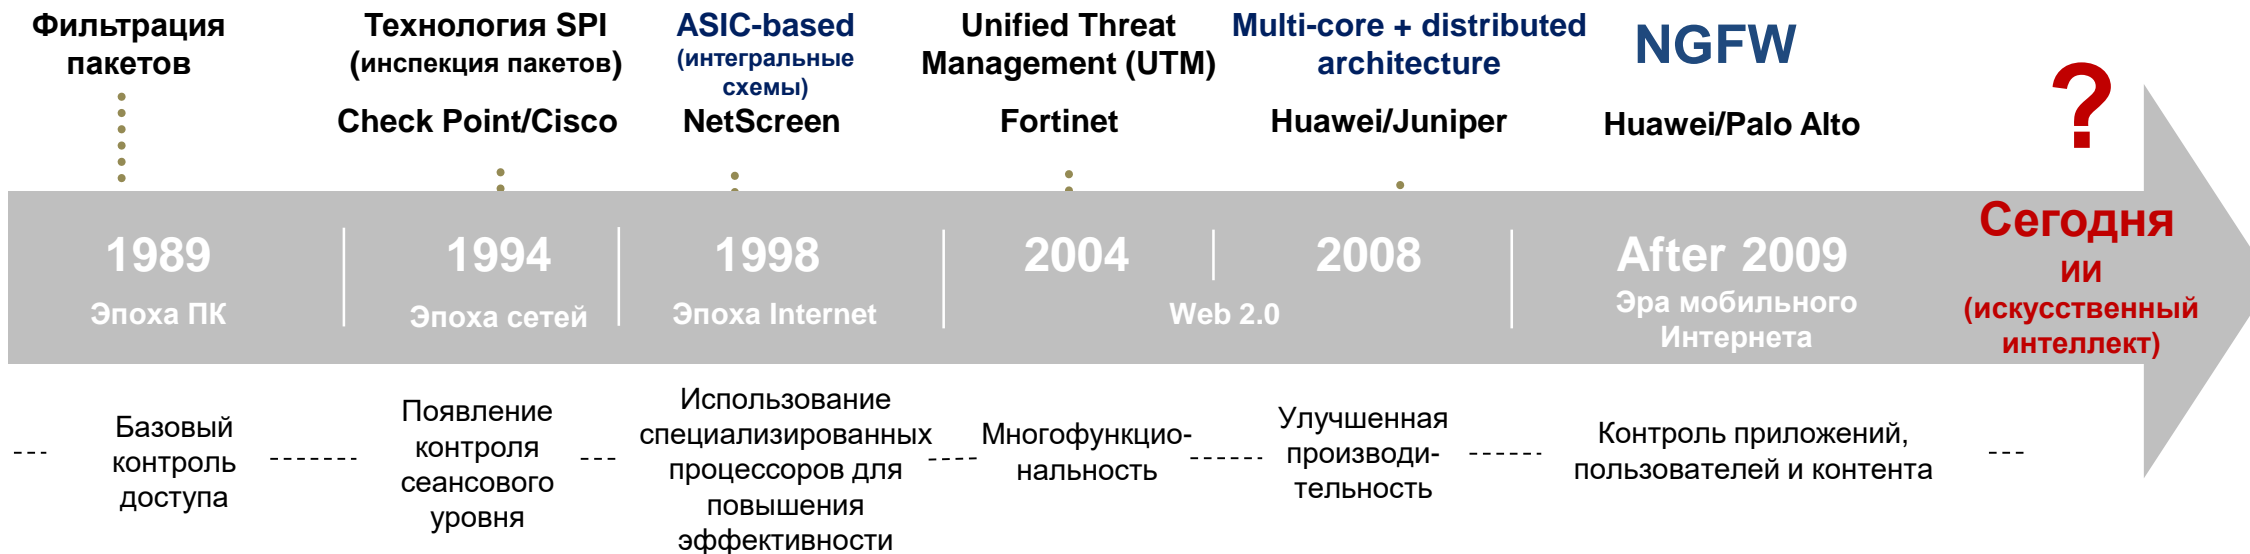 Фильтрация
пакетов
Технология SPI
(инспекция пакетов)
Check Point/Cisco
ASIC-based
(интегральные
схемы)
NetScreen
Unified Threat
Management (UTM)
Fortinet
Multi-core + distributed
architecture
Huawei/Juniper
NGFW
Huawei/Palo Alto
?
1989
Эпоха ПК
1994
Эпоха сетей
1998
Эпоха Internet
2004
2008
Web 2.0
After 2009
Эра мобильного
Интернета
Сегодня
ИИ
(искусственный
интеллект)
Базовый
контроль
доступа
Появление
контроля
сеансового
уровня
Использование
специализированных
процессоров для
повышения
эффективности
Многофункцио-
нальность
Улучшенная
производи-
тельность
Контроль приложений,
пользователей и контента